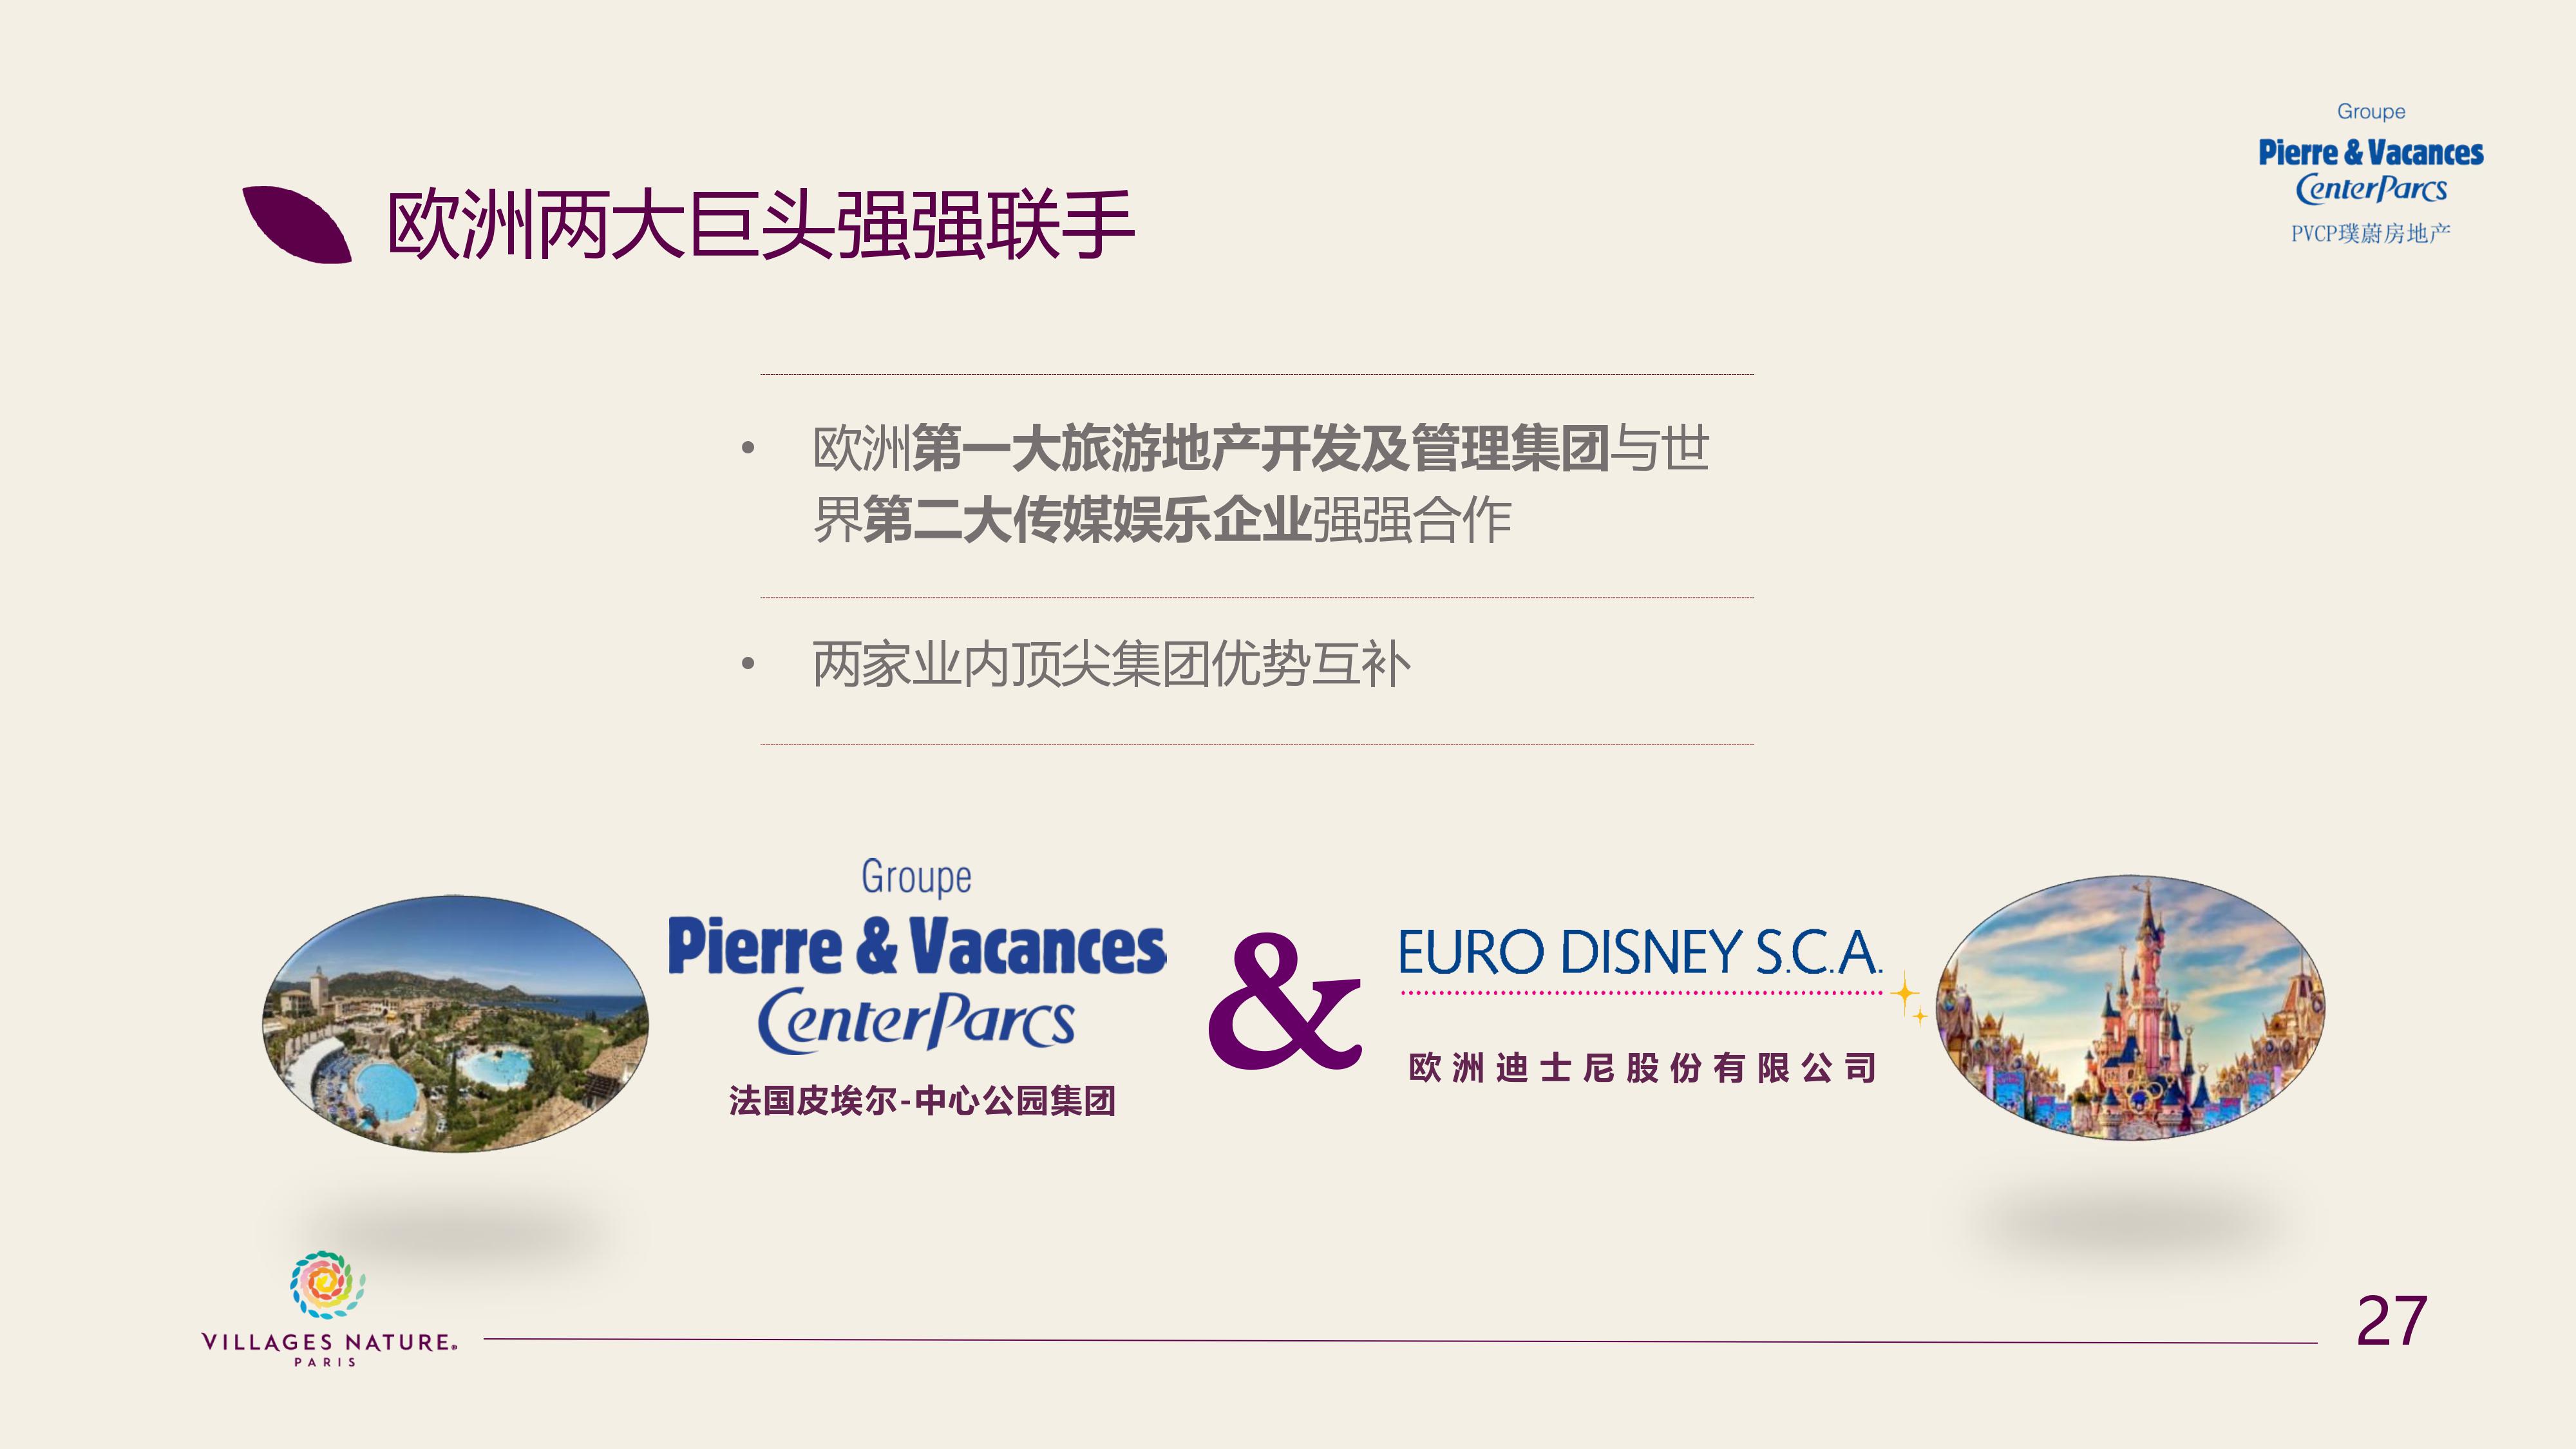 Groupe
Pierre & Vacances
CenterParcs
PVCP璞蔚房地产
欧洲两大巨头强强联手
• 欧洲第一大旅游地产开发及管理集团与世
界第二大传媒娱乐企业强强合作
• 两家业内顶尖集团优势互补
Groupe
Pierre & Vacances
CenterParcs
法国皮埃尔-中心公园集团
&
EURO DISNEY S.C.A.
欧洲迪士尼股份有限公司
VILLAGES NATURE®
PARIS
27